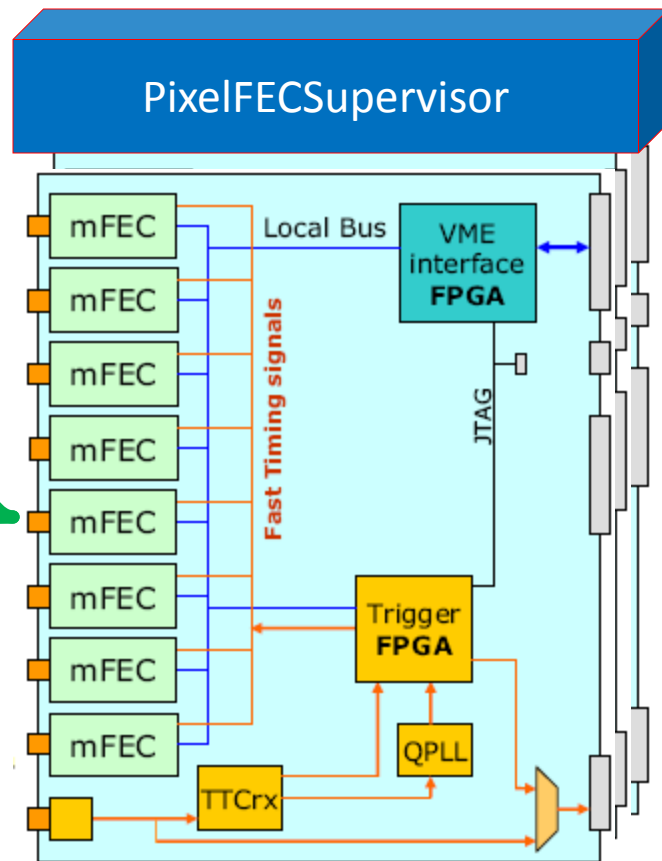 PixelFECSupervisor
mFEC
mFEC
mFEC
mFEC
mFEC
mFEC
mFEC
mFEC
Local Bus
Fast Timing signals
VME
interface
FPGA
JTAG
Trigger
FPGA
QPLL
TTCrx